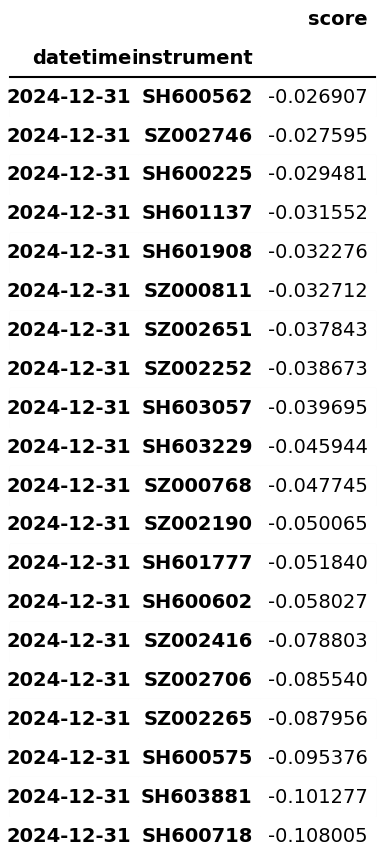 score
datetime instrument
2024-12-31 SH600562 -0.026907
2024-12-31 SZ002746 -0.027595
2024-12-31 SH600225 -0.029481
2024-12-31 SH601137 -0.031552
2024-12-31 SH601908 -0.032276
2024-12-31 SZ000811 -0.032712
2024-12-31 SZ002651 -0.037843
2024-12-31 SZ002252 -0.038673
2024-12-31 SH603057 -0.039695
2024-12-31 SH603229 -0.045944
2024-12-31 SZ000768 -0.047745
2024-12-31 SZ002190 -0.050065
2024-12-31 SH601777 -0.051840
2024-12-31 SH600602 -0.058027
2024-12-31 SZ002416 -0.078803
2024-12-31 SZ002706 -0.085540
2024-12-31 SZ002265 -0.087956
2024-12-31 SH600575 -0.095376
2024-12-31 SH603881 -0.101277
2024-12-31 SH600718 -0.108005